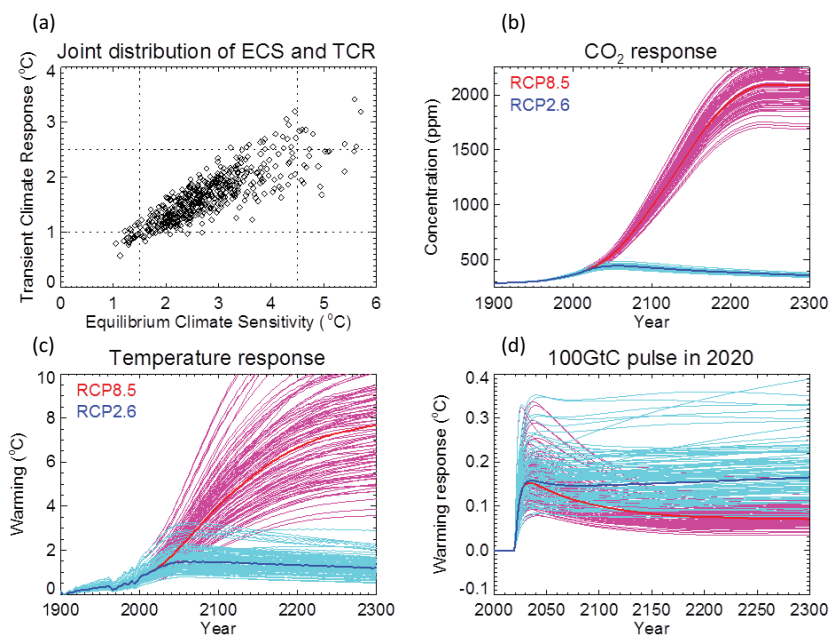 (a)
Joint distribution of ECS and TCR
Transient Climate Response (°C)
4
3
2
1
0
0 1 2 3 4 5 6
Equilibrium Climate Sensitivity (°C)
(b)
CO₂ response
RCP8.5
RCP2.6
Concentration (ppm)
2000
1500
1000
500
1900 2000 2100 2200 2300
Year
(c)
Temperature response
RCP8.5
RCP2.6
Warming (°C)
10
8
6
4
2
0
1900 2000 2100 2200 2300
Year
(d)
100GtC pulse in 2020
Warming response (°C)
0.4
0.3
0.2
0.1
0.0
-0.1
2000 2050 2100 2150 2200 2250 2300
Year